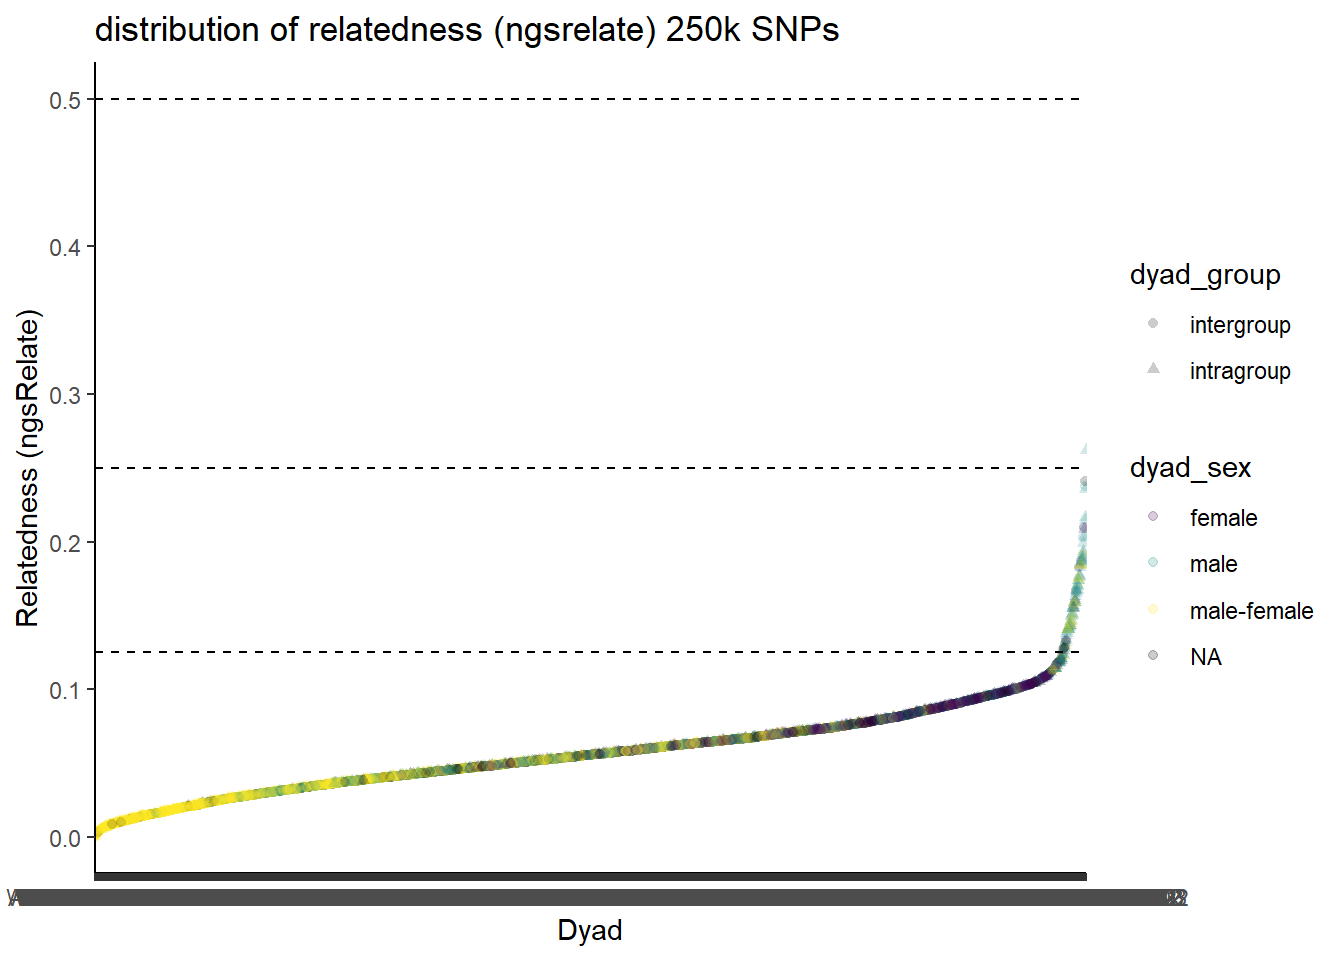 distribution of relatedness (ngsrelate) 250k SNPs
0.5
0.4
0.3
0.2
0.1
0.0
Relatedness (ngsRelate)
Dyad
dyad_group
intergroup
intragroup
dyad_sex
female
male
male-female
NA